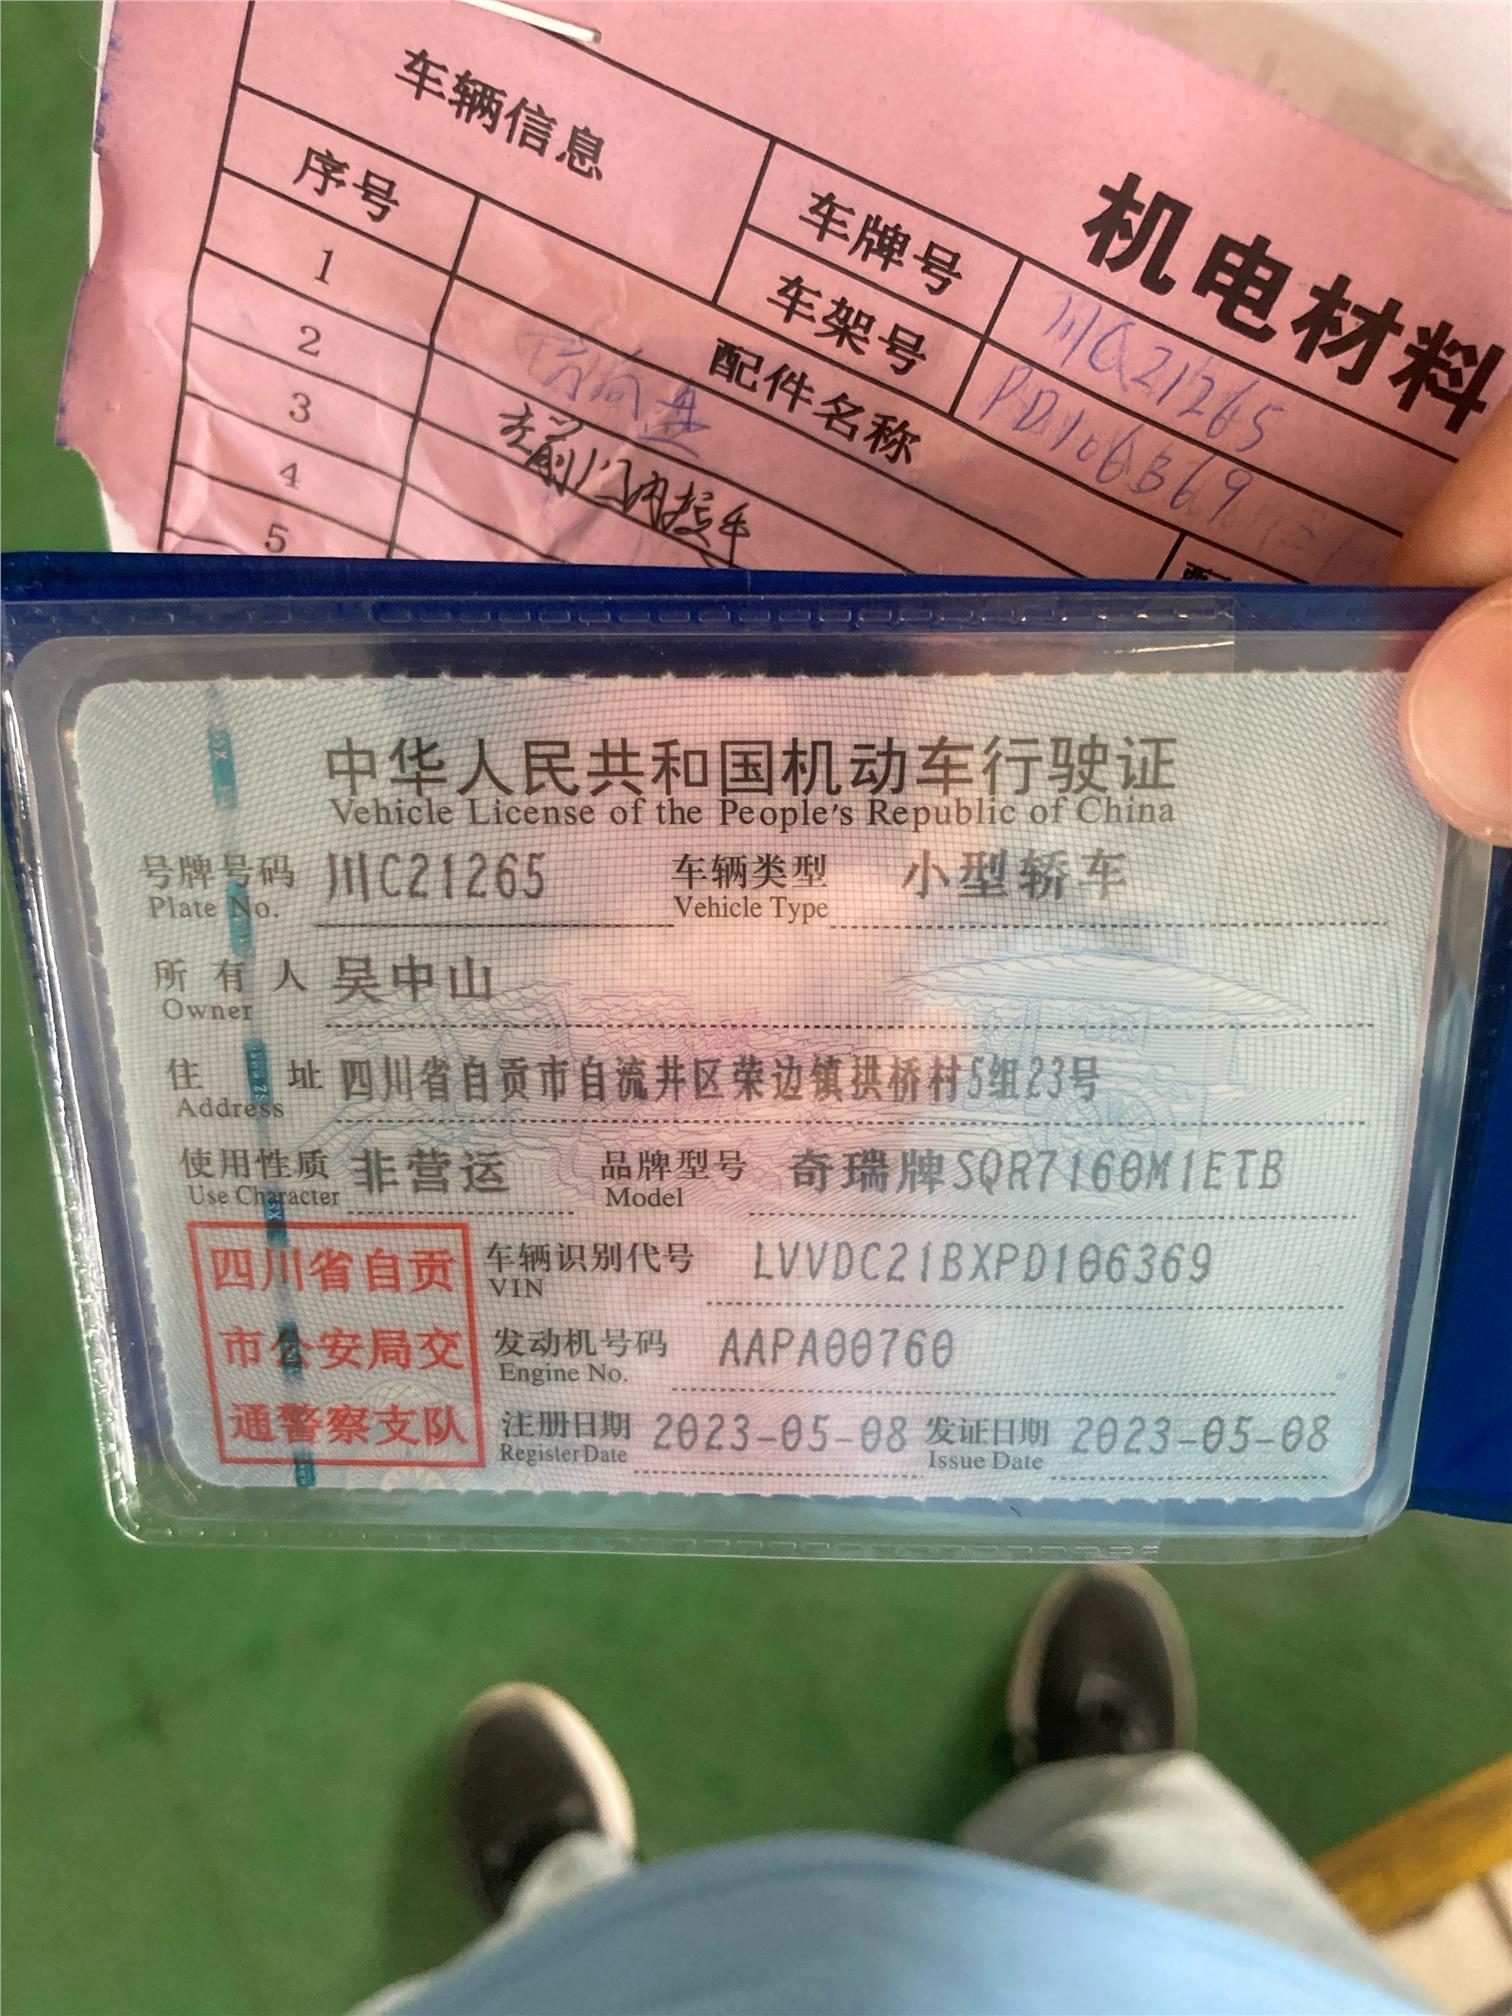 机电材料
车辆信息
车牌号 川C21265
车架号 PD106369
序号 配件名称
1
2
3 左前门内拉手
4
5
中华人民共和国机动车行驶证
Vehicle License of the People's Republic of China
号牌号码 川C21265 车辆类型 小型轿车
Plate No. Vehicle Type
所有人 吴中山
Owner
住址 四川省自贡市自流井区荣边镇拱桥村5组23号
Address
使用性质 非营运 品牌型号 奇瑞牌SQR7160M1ETB
Use Character Model
四川省自贡
市公安局交
通警察支队
车辆识别代号 LVVDC21BXPD106369
VIN
发动机号码 AAPA00760
Engine No.
注册日期 2023-05-08 发证日期 2023-05-08
Register Date Issue Date